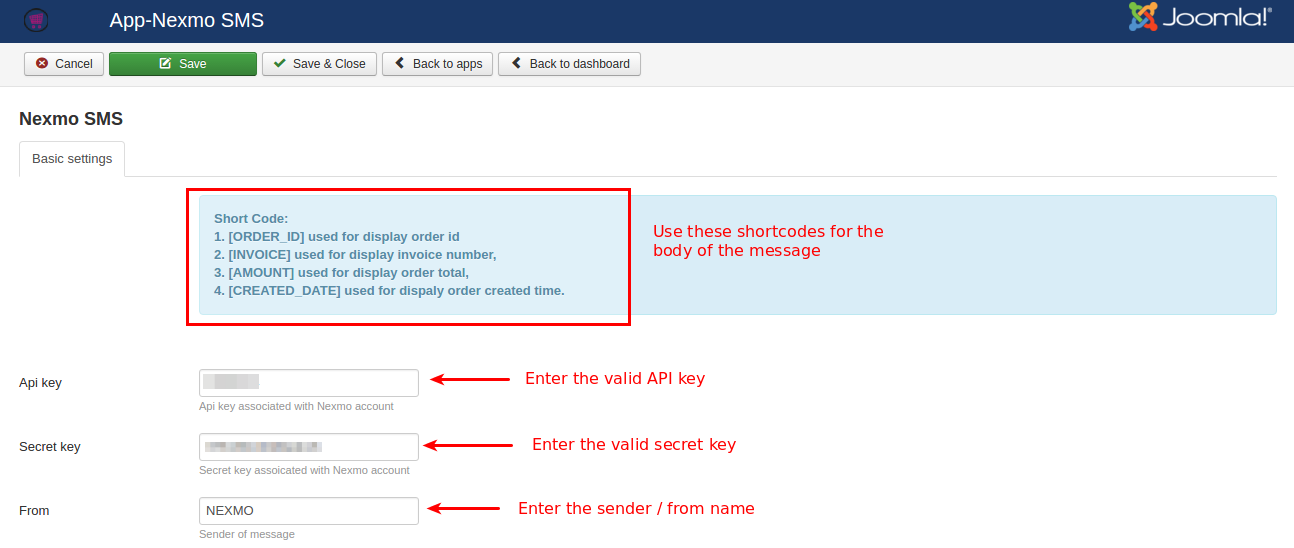 App-Nexmo SMS
Joomla!®
Cancel
Save
Save & Close
Back to apps
Back to dashboard
Nexmo SMS
Basic settings
Short Code:
1. [ORDER_ID] used for display order id
2. [INVOICE] used for display invoice number,
3. [AMOUNT] used for display order total,
4. [CREATED_DATE] used for dispaly order created time.
Use these shortcodes for the
body of the message
Api key
Enter the valid API key
Api key associated with Nexmo account
Secret key
Enter the valid secret key
Secret key assoicated with Nexmo account
From
NEXMO
Enter the sender / from name
Sender of message